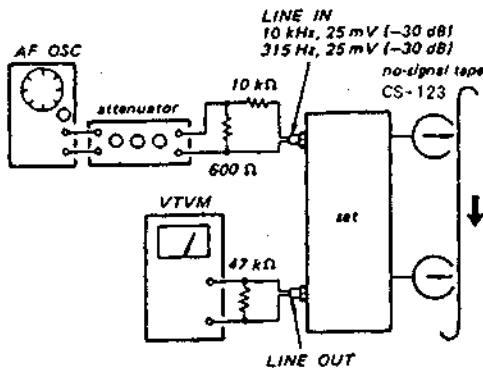 LINE IN
10 kHz, 25 mV (-30 dB)
315 Hz, 25 mV (-30 dB)
AF OSC
no-signal tape
CS-123
10 kΩ
attenuator
600 Ω
VTVM
set
47 kΩ
LINE OUT